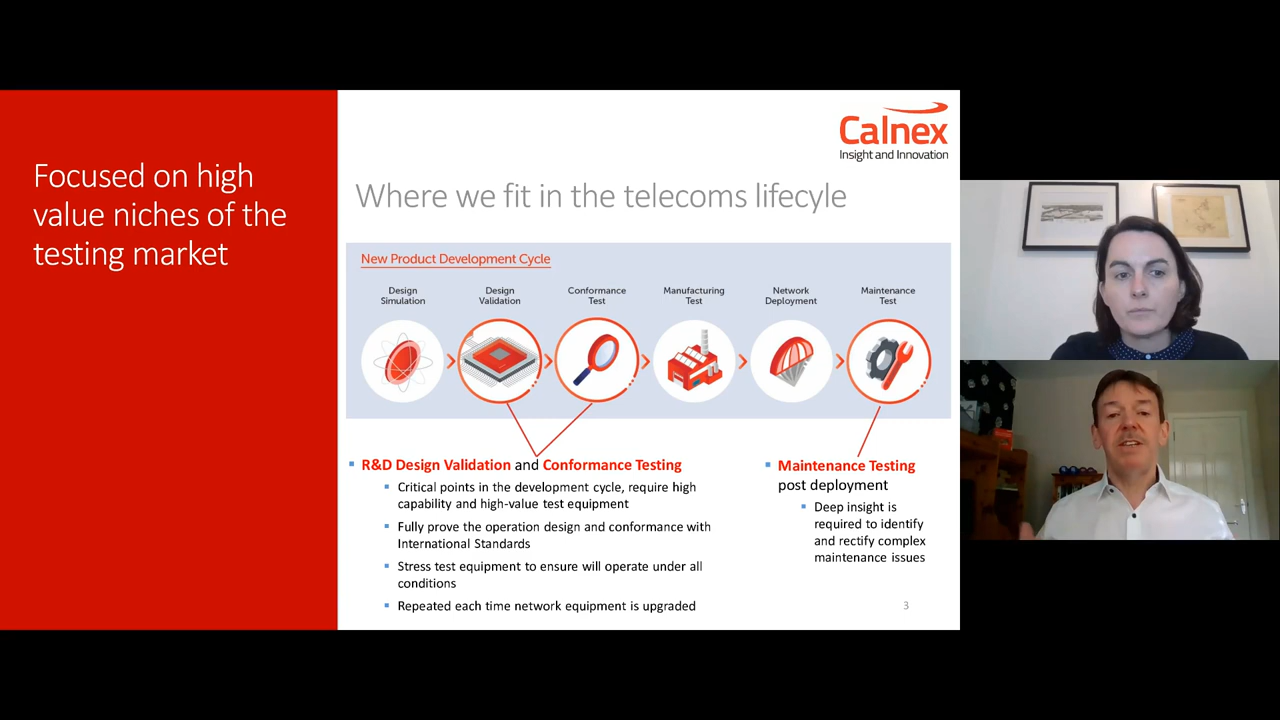 Focused on high
value niches of the
testing market
Calnex
Insight and Innovation
Where we fit in the telecoms lifecyle
New Product Development Cycle
Design
Simulation
Design
Validation
Conformance
Test
Manufacturing
Test
Network
Deployment
Maintenance
Test
R&D Design Validation and Conformance Testing
Critical points in the development cycle, require high
capability and high-value test equipment
Fully prove the operation design and conformance with
International Standards
Stress test equipment to ensure will operate under all
conditions
Repeated each time network equipment is upgraded
Maintenance Testing
post deployment
Deep insight is
required to identify
and rectify complex
maintenance issues
3